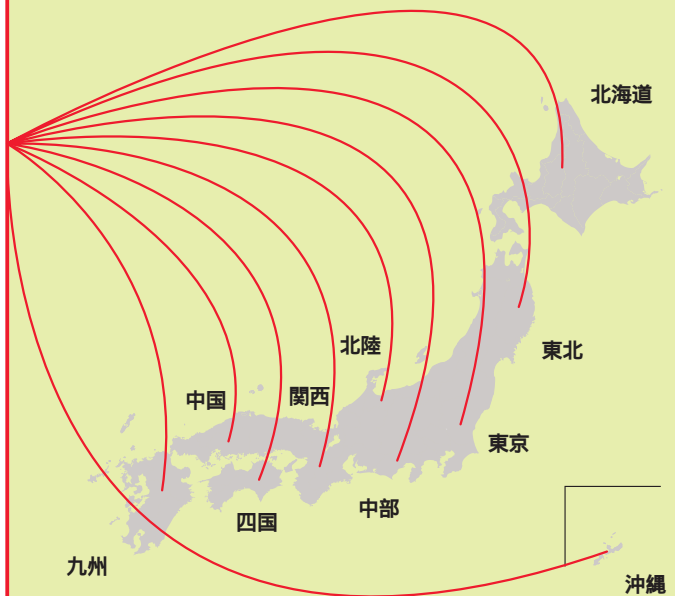 北海道
東北
北陸
関西
中国
東京
中部
四国
九州
沖縄